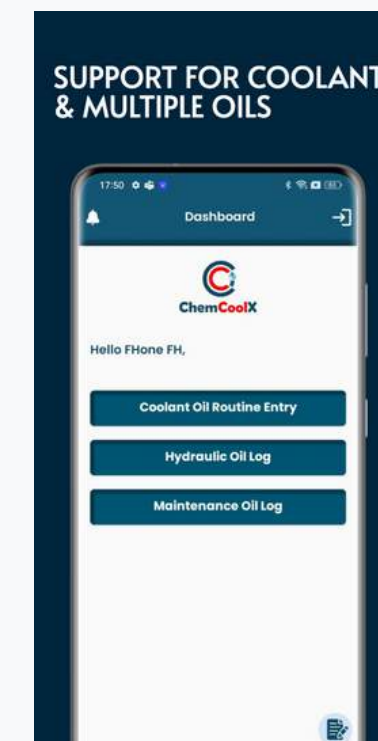 SUPPORT FOR COOLANT
& MULTIPLE OILS
17:50
Dashboard
ChemCoolX
Hello FHone FH,
Coolant Oil Routine Entry
Hydraulic Oil Log
Maintenance Oil Log